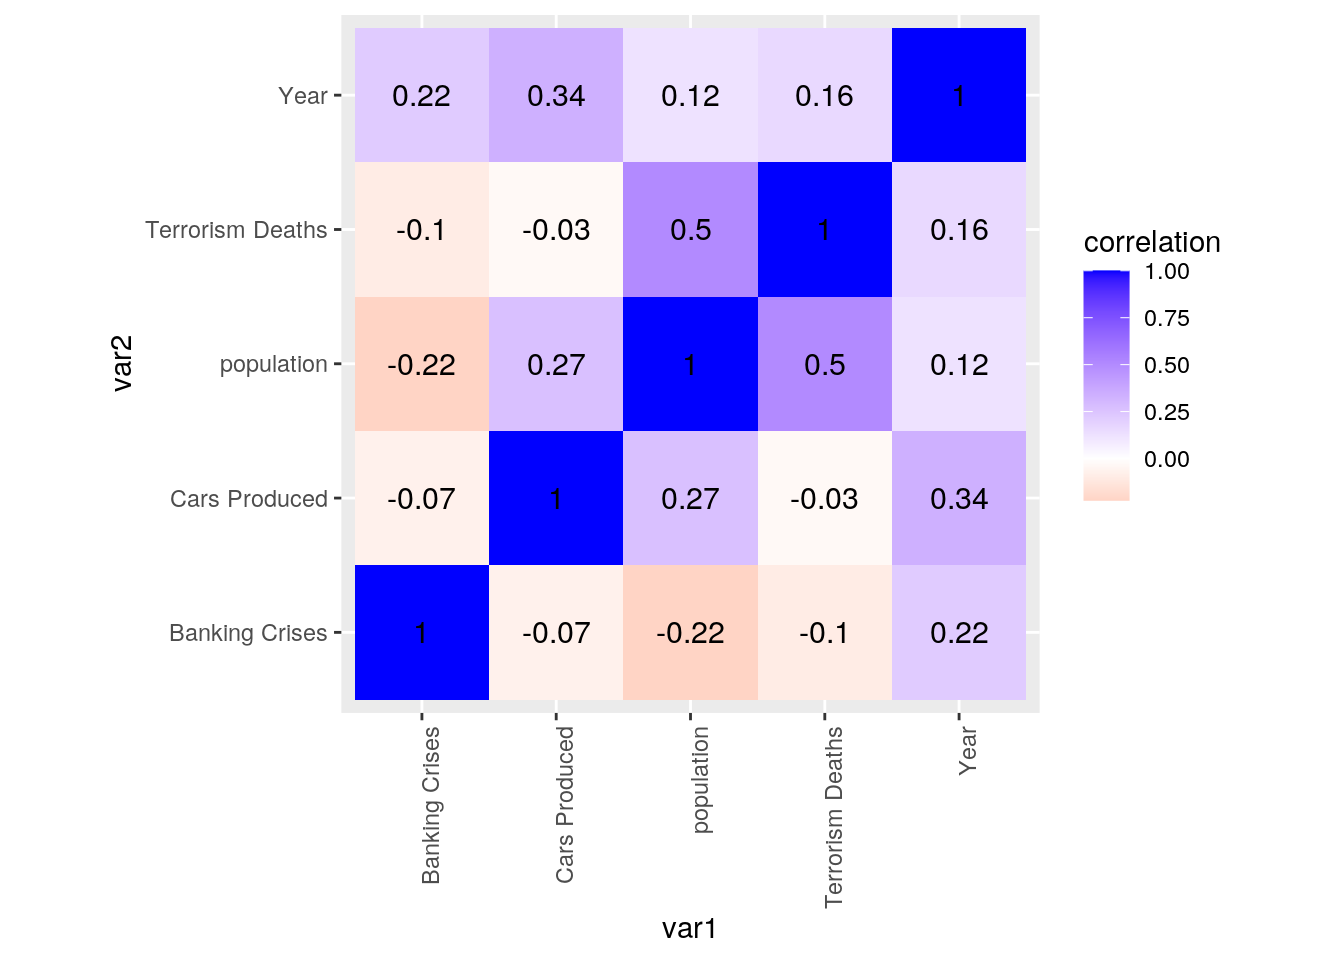 Year 0.22 0.34 0.12 0.16 1
Terrorism Deaths -0.1 -0.03 0.5 1 0.16
population -0.22 0.27 1 0.5 0.12
Cars Produced -0.07 1 0.27 -0.03 0.34
Banking Crises 1 -0.07 -0.22 -0.1 0.22
var2
Banking Crises
Cars Produced
population
Terrorism Deaths
Year
var1
correlation
1.00
0.75
0.50
0.25
0.00